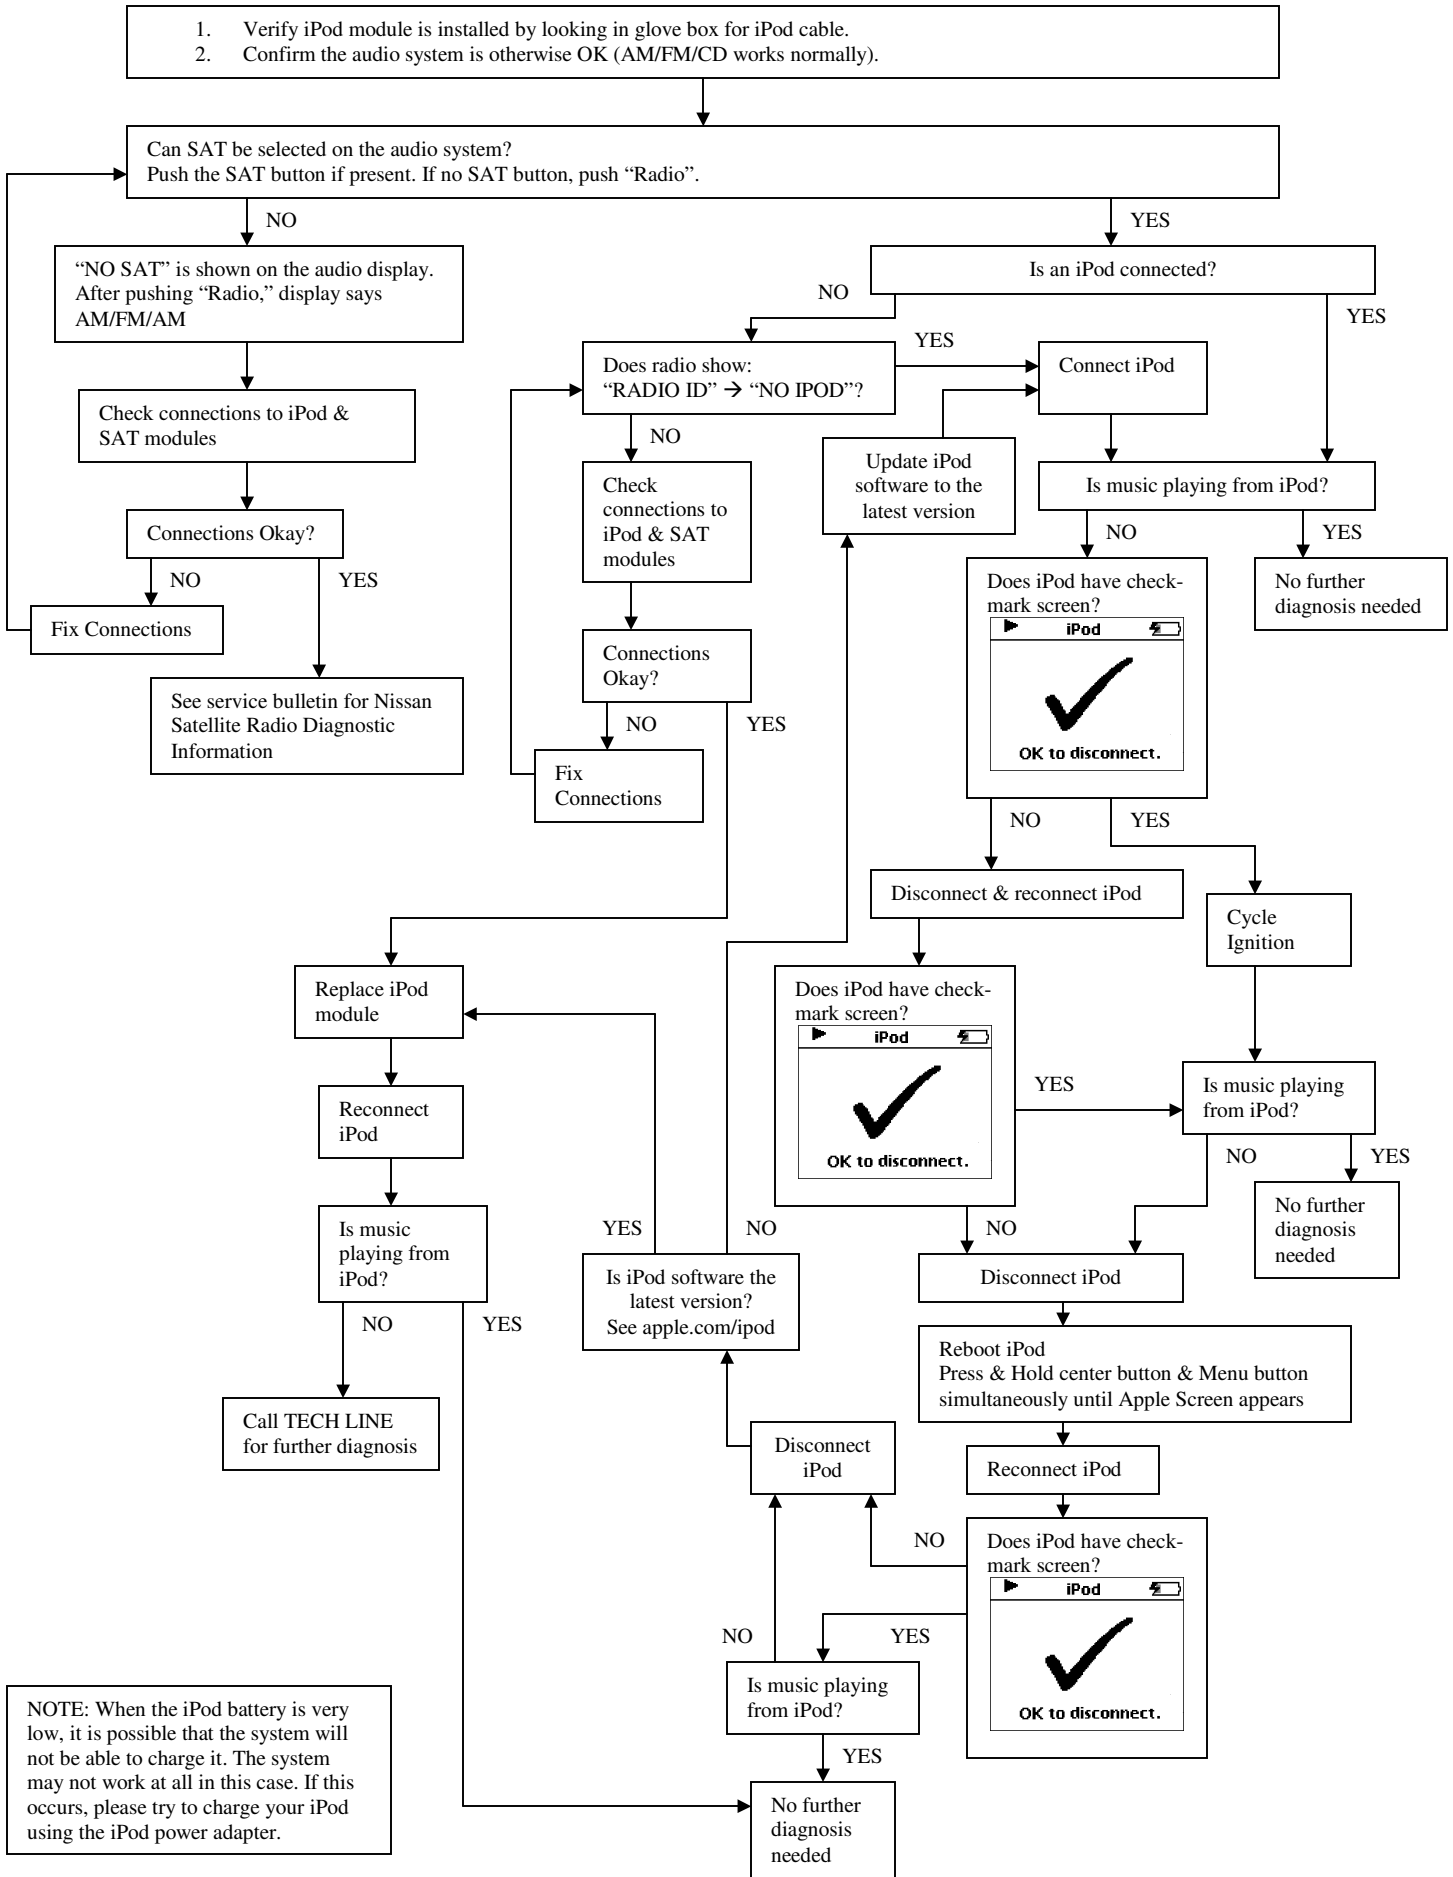 1. Verify iPod module is installed by looking in glove box for iPod cable.
2. Confirm the audio system is otherwise OK (AM/FM/CD works normally).
Can SAT be selected on the audio system?
Push the SAT button if present. If no SAT button, push “Radio”.
NO
YES
“NO SAT” is shown on the audio display.
After pushing “Radio,” display says
AM/FM/AM
Check connections to iPod &
SAT modules
Connections Okay?
NO
YES
Fix Connections
See service bulletin for Nissan
Satellite Radio Diagnostic
Information
Is an iPod connected?
NO
YES
Does radio show:
“RADIO ID” → “NO IPOD”?
YES
NO
Connect iPod
Update iPod
software to the
latest version
Check
connections to
iPod & SAT
modules
Connections
Okay?
NO
YES
Fix
Connections
Is music playing from iPod?
NO
YES
No further
diagnosis needed
Does iPod have check-
mark screen?
iPod
OK to disconnect.
NO
YES
Disconnect & reconnect iPod
Cycle
Ignition
Does iPod have check-
mark screen?
iPod
OK to disconnect.
YES
NO
Is music playing
from iPod?
NO
YES
No further
diagnosis
needed
Replace iPod
module
Reconnect
iPod
Is music
playing from
iPod?
NO
YES
Call TECH LINE
for further diagnosis
YES
NO
Is iPod software the
latest version?
See apple.com/ipod
Disconnect iPod
Reboot iPod
Press & Hold center button & Menu button
simultaneously until Apple Screen appears
Reconnect iPod
Disconnect
iPod
Does iPod have check-
mark screen?
iPod
OK to disconnect.
NO
YES
NO
Is music playing
from iPod?
YES
No further
diagnosis
needed
NOTE: When the iPod battery is very
low, it is possible that the system will
not be able to charge it. The system
may not work at all in this case. If this
occurs, please try to charge your iPod
using the iPod power adapter.